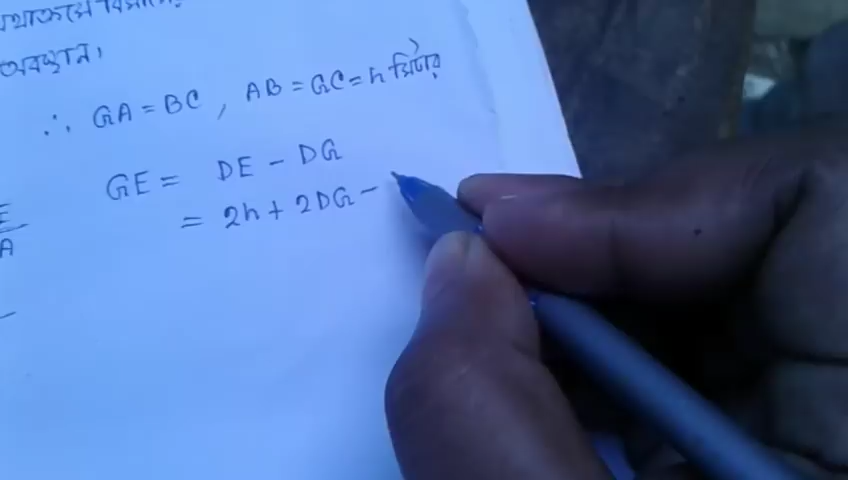 অবস্থান।
∴ GA = BC , AB = GC = h মিটার
GE = DE - DG
= 2h + 2DG -
E
A